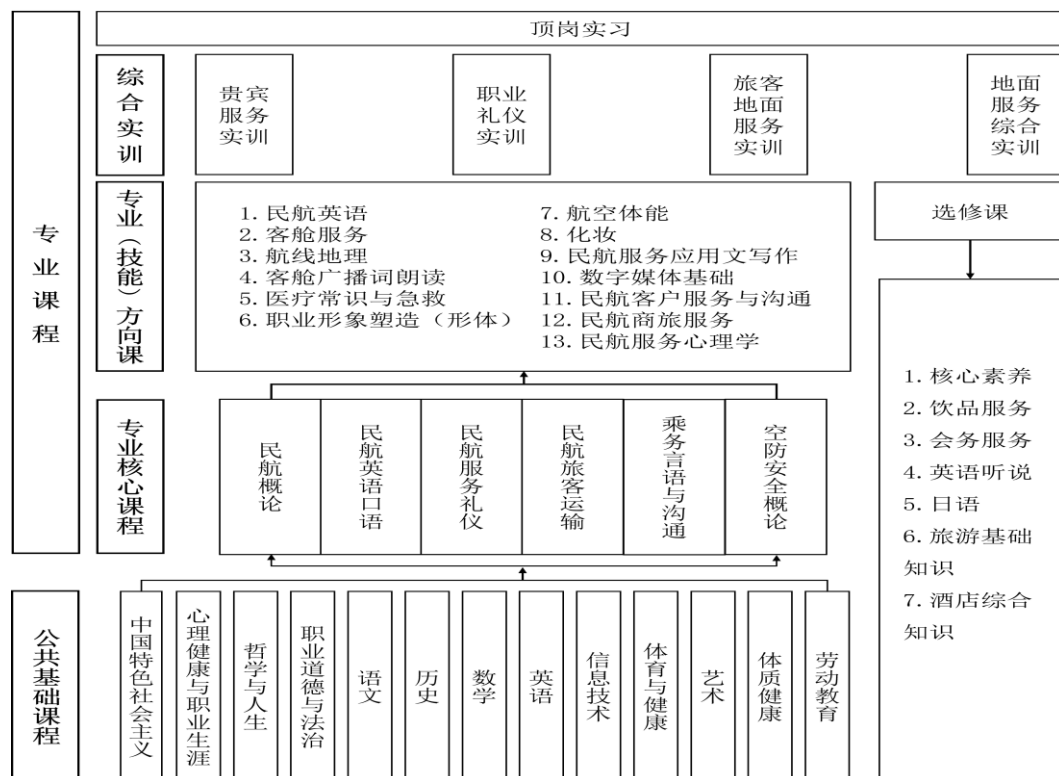 顶岗实习
专业课程
综合实训
贵宾
服务
实训
职业
礼仪
实训
旅客
地面
服务
实训
地面
服务
综合
实训
专业（技能）方向课
1. 民航英语
2. 客舱服务
3. 航线地理
4. 客舱广播词朗读
5. 医疗常识与急救
6. 职业形象塑造（形体）
7. 航空体能
8. 化妆
9. 民航服务应用文写作
10. 数字媒体基础
11. 民航客户服务与沟通
12. 民航商旅服务
13. 民航服务心理学
选修课
1. 核心素养
2. 饮品服务
3. 会务服务
4. 英语听说
5. 日语
6. 旅游基础
知识
7. 酒店综合
知识
专业核心课程
民航概论
民航英语口语
民航服务礼仪
民航旅客运输
乘务言语与沟通
空防安全概论
公共基础课程
中国特色社会主义
心理健康与职业生涯
哲学与人生
职业道德与法治
语文
历史
数学
英语
信息技术
体育与健康
艺术
体质健康
劳动教育